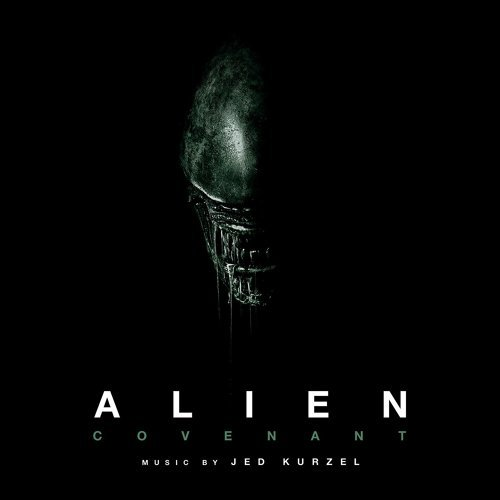 ALIEN
COVENANT
MUSIC BY JED KURZEL